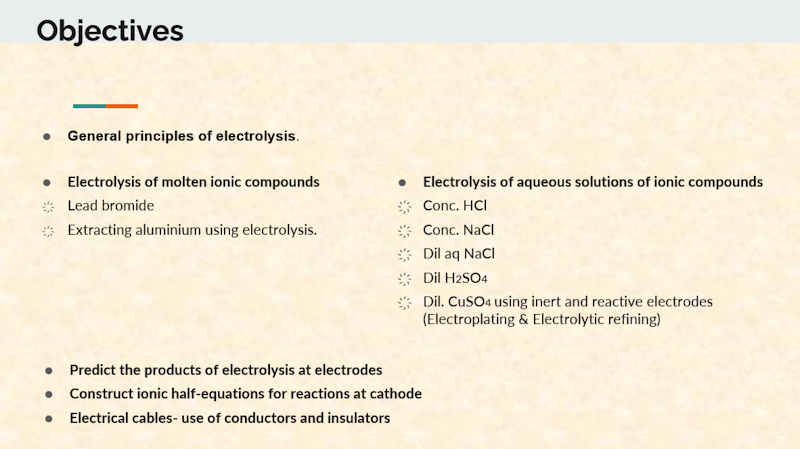 Objectives
General principles of electrolysis.
Electrolysis of molten ionic compounds
Lead bromide
Extracting aluminium using electrolysis.
Electrolysis of aqueous solutions of ionic compounds
Conc. HCl
Conc. NaCl
Dil aq NaCl
Dil H2SO4
Dil. CuSO4 using inert and reactive electrodes
(Electroplating & Electrolytic refining)
Predict the products of electrolysis at electrodes
Construct ionic half-equations for reactions at cathode
Electrical cables- use of conductors and insulators